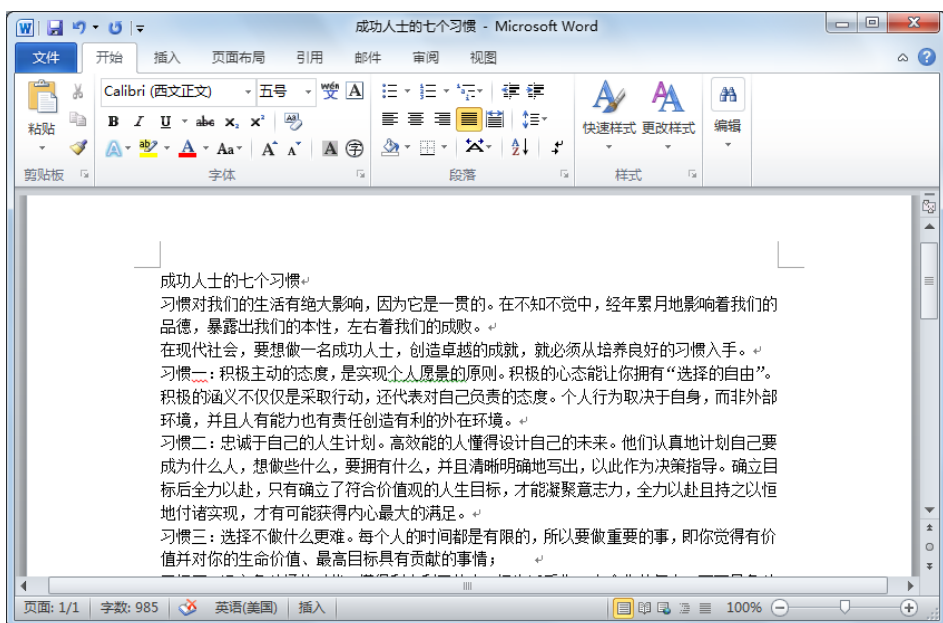 成功人士的七个习惯 - Microsoft Word
文件 开始 插入 页面布局 引用 邮件 审阅 视图
Calibri (西文正文) 五号 wén A
粘贴 B I U abc x₂ x² 快速样式 更改样式 编辑
A aby A Aa A A A 字
剪贴板 字体 段落 样式
成功人士的七个习惯
习惯对我们的生活有绝大影响，因为它是一贯的。在不知不觉中，经年累月地影响着我们的
品德，暴露出我们的本性，左右着我们的成败。
在现代社会，要想做一名成功人士，创造卓越的成就，就必须从培养良好的习惯入手。
习惯一：积极主动的态度，是实现个人愿景的原则。积极的心态能让你拥有“选择的自由”。
积极的涵义不仅仅是采取行动，还代表对自己负责的态度。个人行为取决于自身，而非外部
环境，并且人有能力也有责任创造有利的外在环境。
习惯二：忠诚于自己的人生计划。高效能的人懂得设计自己的未来。他们认真地计划自己要
成为什么人，想做些什么，要拥有什么，并且清晰明确地写出，以此作为决策指导。确立目
标后全力以赴，只有确立了符合价值观的人生目标，才能凝聚意志力，全力以赴且持之以恒
地付诸实现，才有可能获得内心最大的满足。
习惯三：选择不做什么更难。每个人的时间都是有限的，所以要做重要的事，即你觉得有价
值并对你的生命价值、最高目标具有贡献的事情；
页面: 1/1 字数: 985 英语(美国) 插入 100%